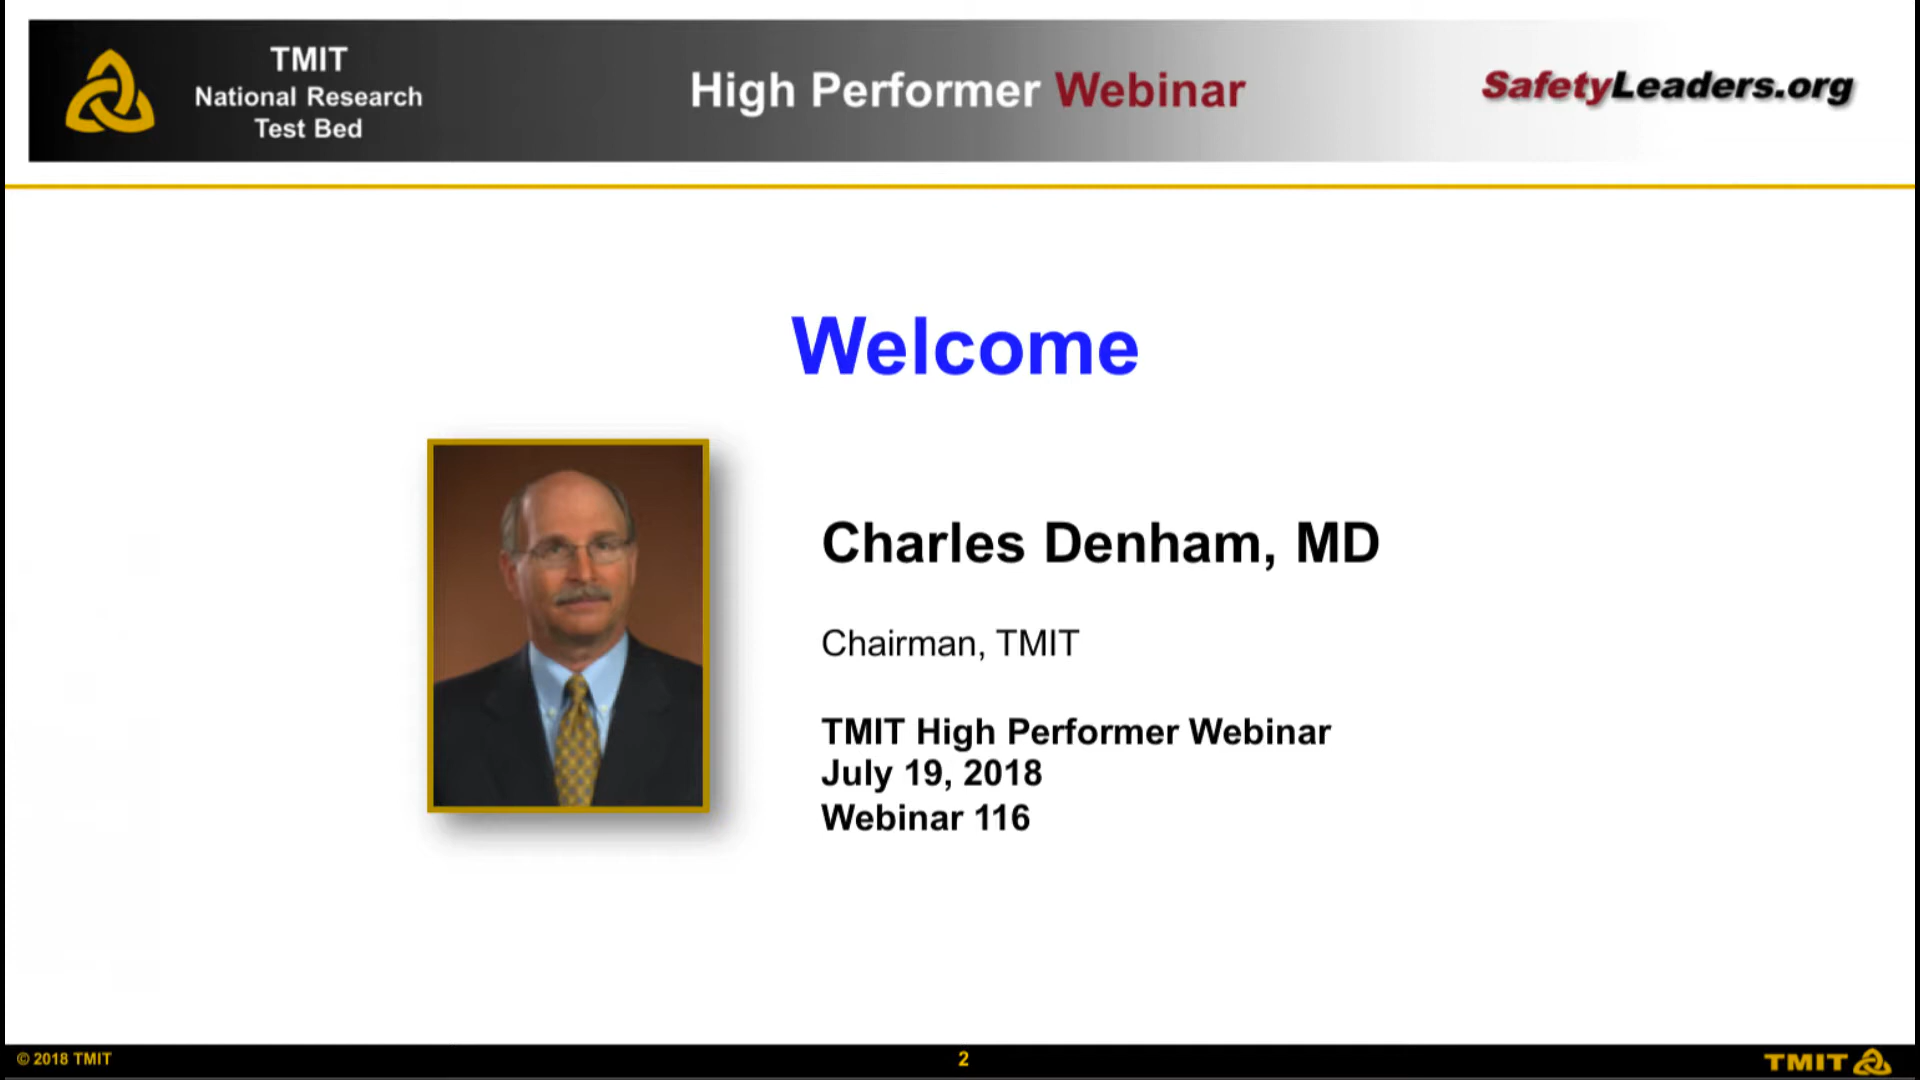 TMIT
National Research
Test Bed
High Performer Webinar
SafetyLeaders.org
Welcome
Charles Denham, MD
Chairman, TMIT
TMIT High Performer Webinar
July 19, 2018
Webinar 116
© 2018 TMIT
2
TMIT